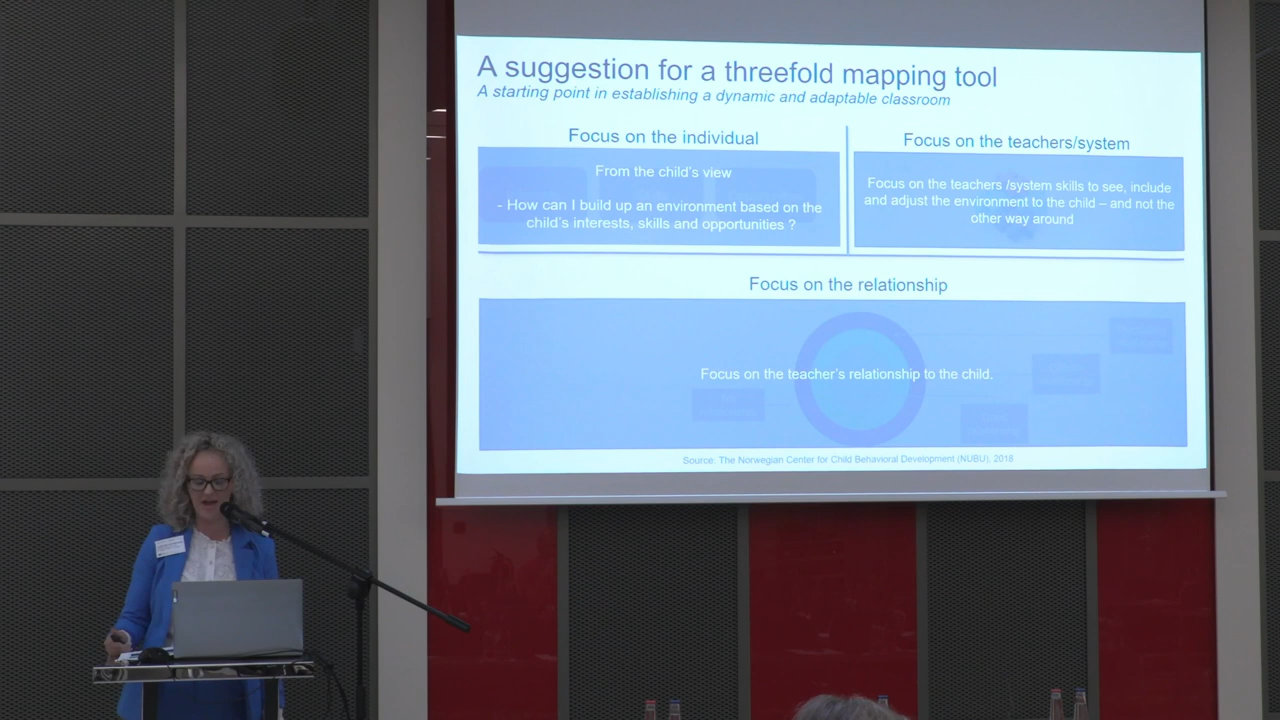 A suggestion for a threefold mapping tool
A starting point in establishing a dynamic and adaptable classroom
Focus on the individual
From the child's view
- How can I build up an environment based on the
child's interests, skills and opportunities ?
Focus on the teachers/system
Focus on the teachers /system skills to see, include
and adjust the environment to the child – and not the
other way around
Focus on the relationship
Focus on the teacher's relationship to the child.
Source: The Norwegian Center for Child Behavioral Development (NUBU), 2018